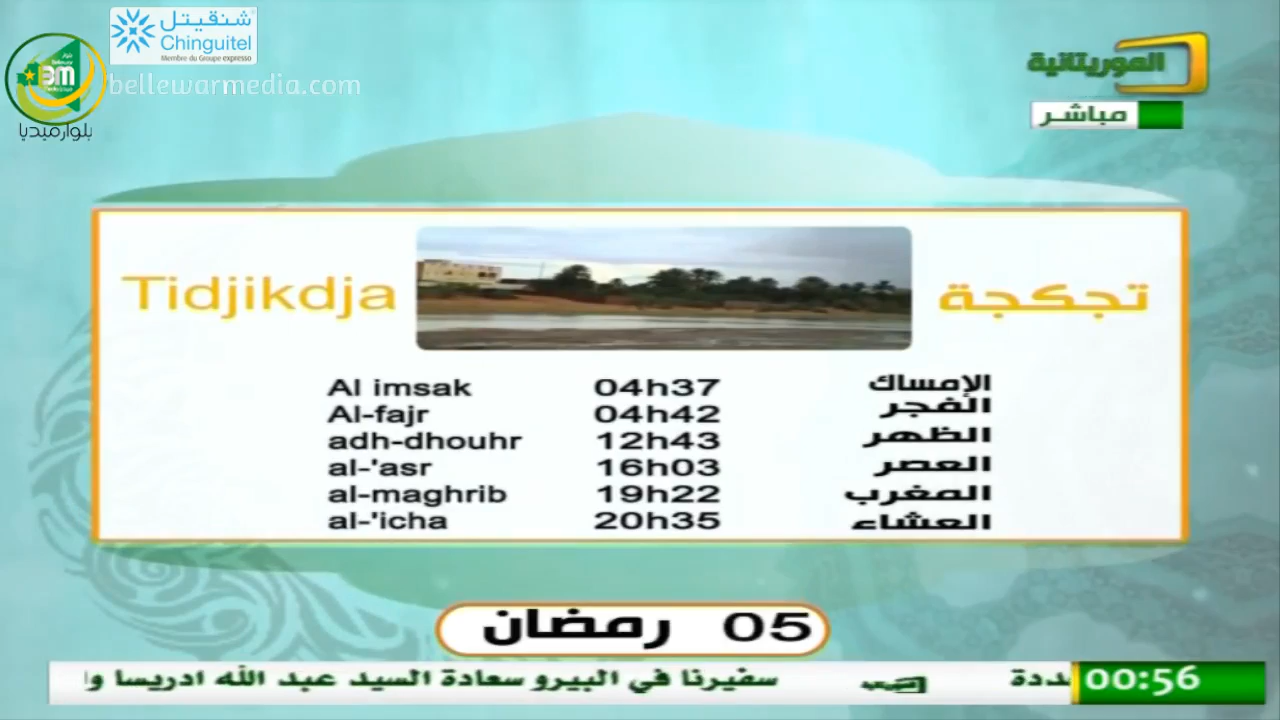 شنقيتل
Chinguitel
Membre du Groupe expresso
BM
bellewarmedia.com
بلوارميديا
الموريتانية
مباشر
Tidjikdja تجكجة
Al imsak 04h37 الإمساك
Al-fajr 04h42 الفجر
adh-dhouhr 12h43 الظهر
al-'asr 16h03 العصر
al-maghrib 19h22 المغرب
al-'icha 20h35 العشاء
05 رمضان
سفيرنا في البيرو سعادة السيد عبد الله ادريسا
00:56